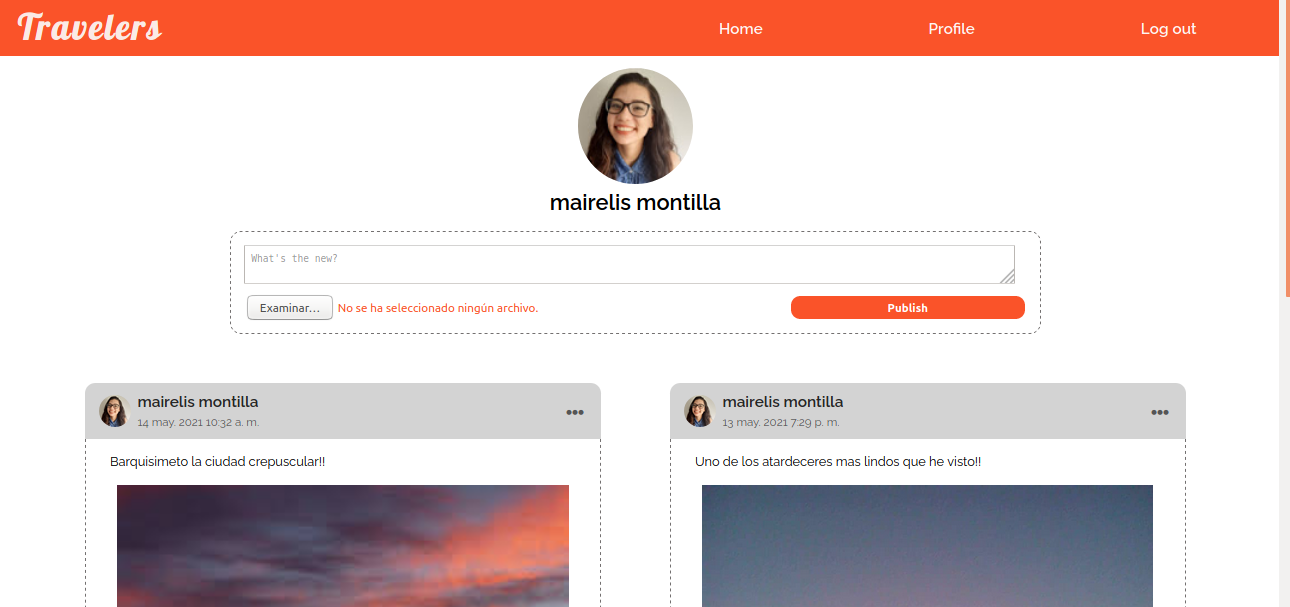 Travelers
Home
Profile
Log out
mairelis montilla
What's the new?
Examinar...
No se ha seleccionado ningún archivo.
Publish
mairelis montilla
14 may. 2021 10:32 a. m.
Barquisimeto la ciudad crepuscular!!
mairelis montilla
13 may. 2021 7:29 p. m.
Uno de los atardeceres mas lindos que he visto!!